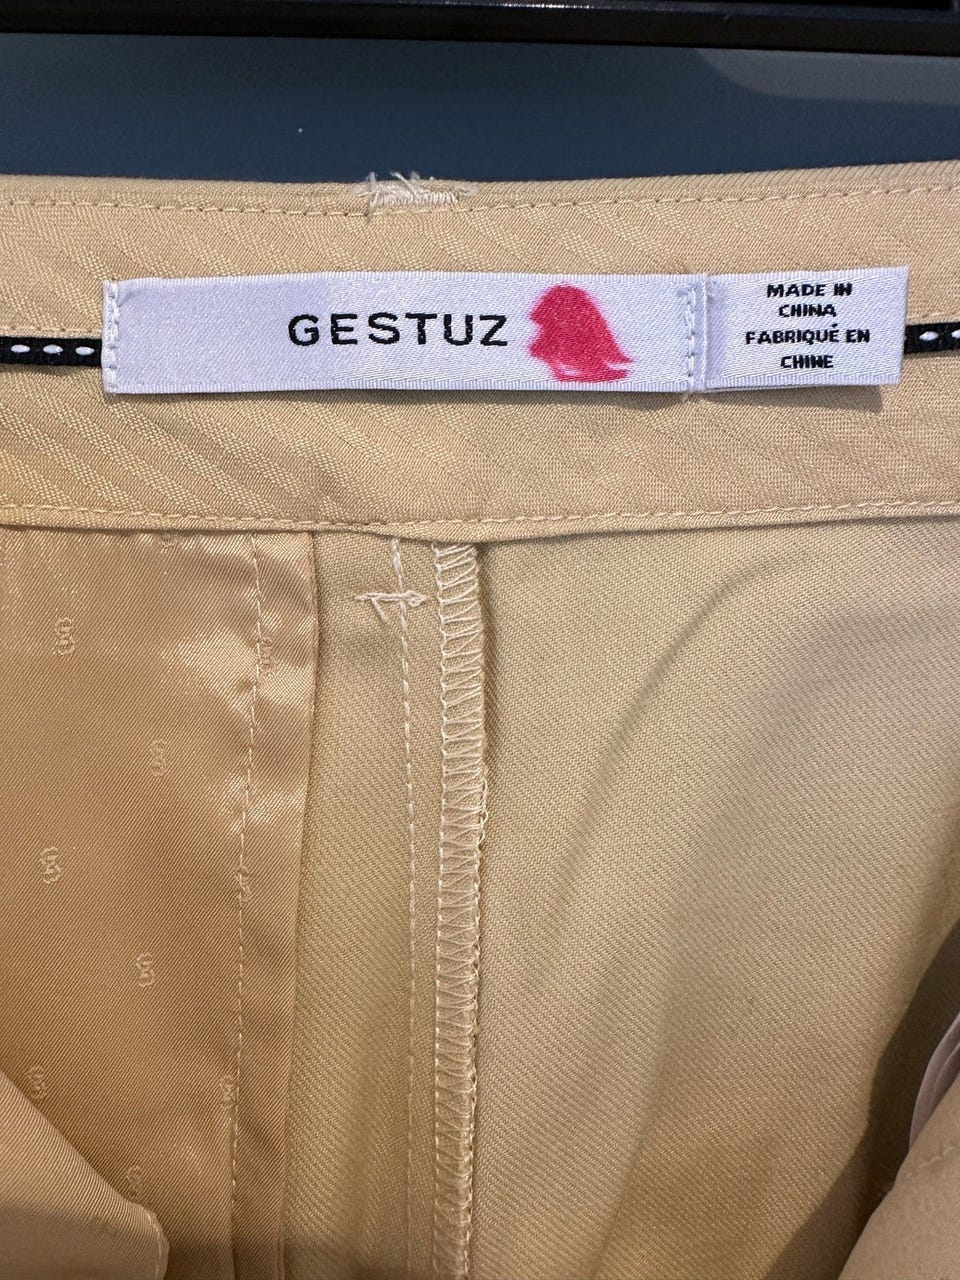 GESTUZ
MADE IN
CHINA
FABRIQUÉ EN
CHINE